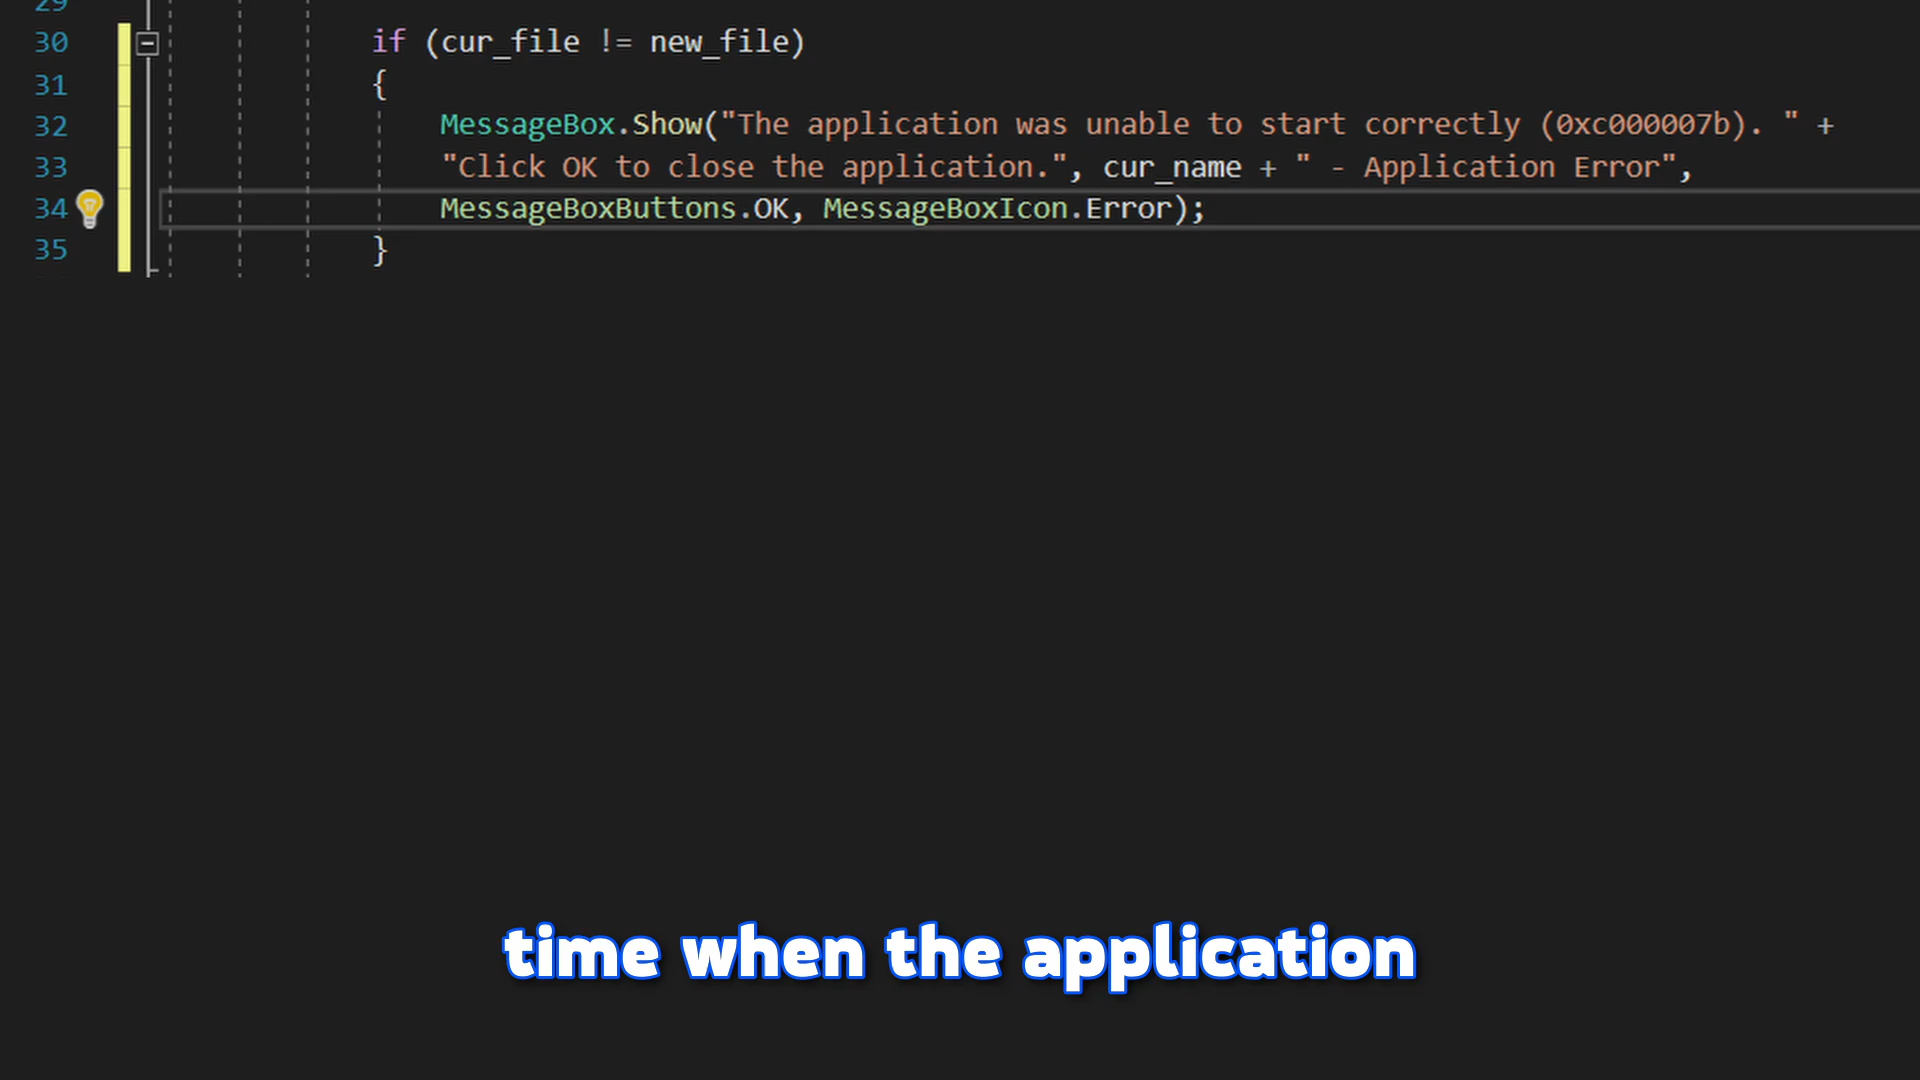 29
30 if (cur_file != new_file)
31 {
32 MessageBox.Show("The application was unable to start correctly (0xc000007b). " +
33 "Click OK to close the application.", cur_name + " - Application Error",
34 MessageBoxButtons.OK, MessageBoxIcon.Error);
35 }
time when the application